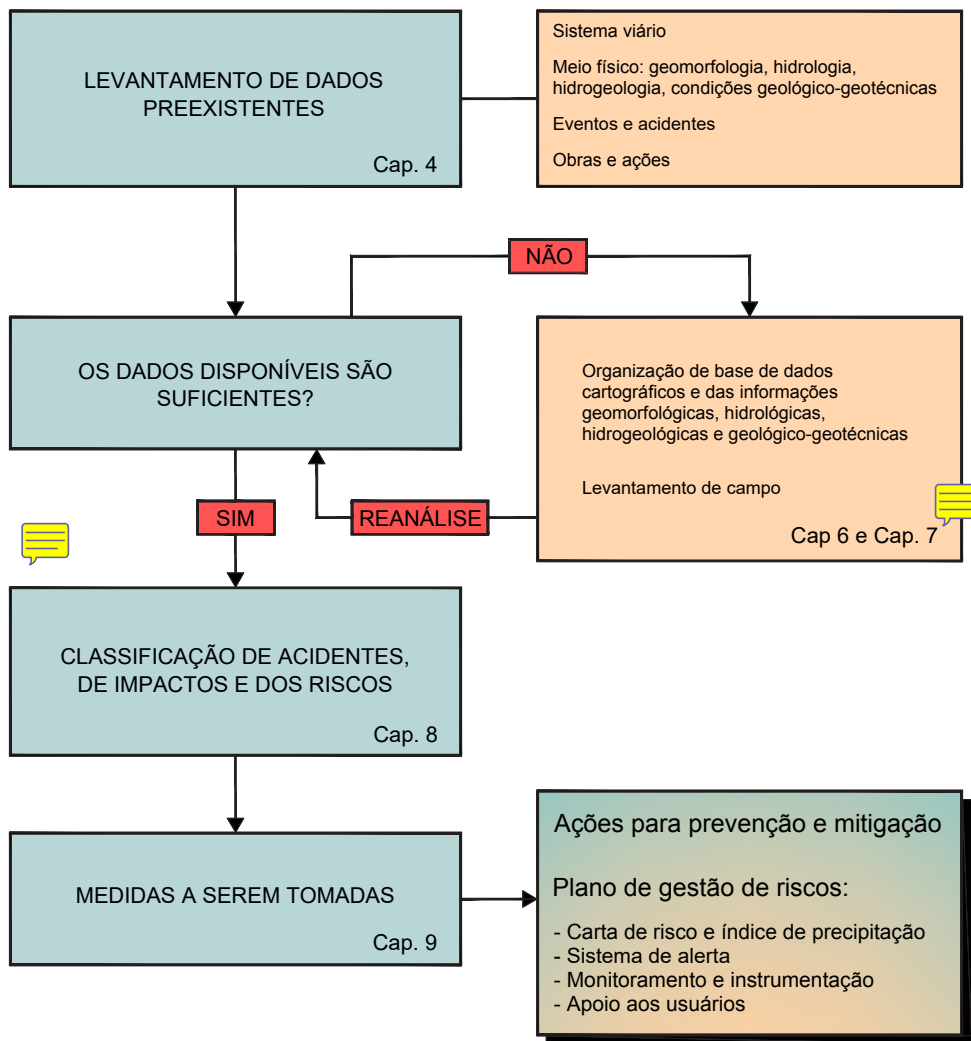 LEVANTAMENTO DE DADOS
PREEXISTENTES
Cap. 4
Sistema viário
Meio físico: geomorfologia, hidrologia,
hidrogeologia, condições geológico-geotécnicas
Eventos e acidentes
Obras e ações
NÃO
OS DADOS DISPONÍVEIS SÃO
SUFICIENTES?
Organização de base de dados
cartográficos e das informações
geomorfológicas, hidrológicas,
hidrogeológicas e geológico-geotécnicas
Levantamento de campo
Cap 6 e Cap. 7
SIM
REANÁLISE
CLASSIFICAÇÃO DE ACIDENTES,
DE IMPACTOS E DOS RISCOS
Cap. 8
MEDIDAS A SEREM TOMADAS
Cap. 9
Ações para prevenção e mitigação
Plano de gestão de riscos:
- Carta de risco e índice de precipitação
- Sistema de alerta
- Monitoramento e instrumentação
- Apoio aos usuários